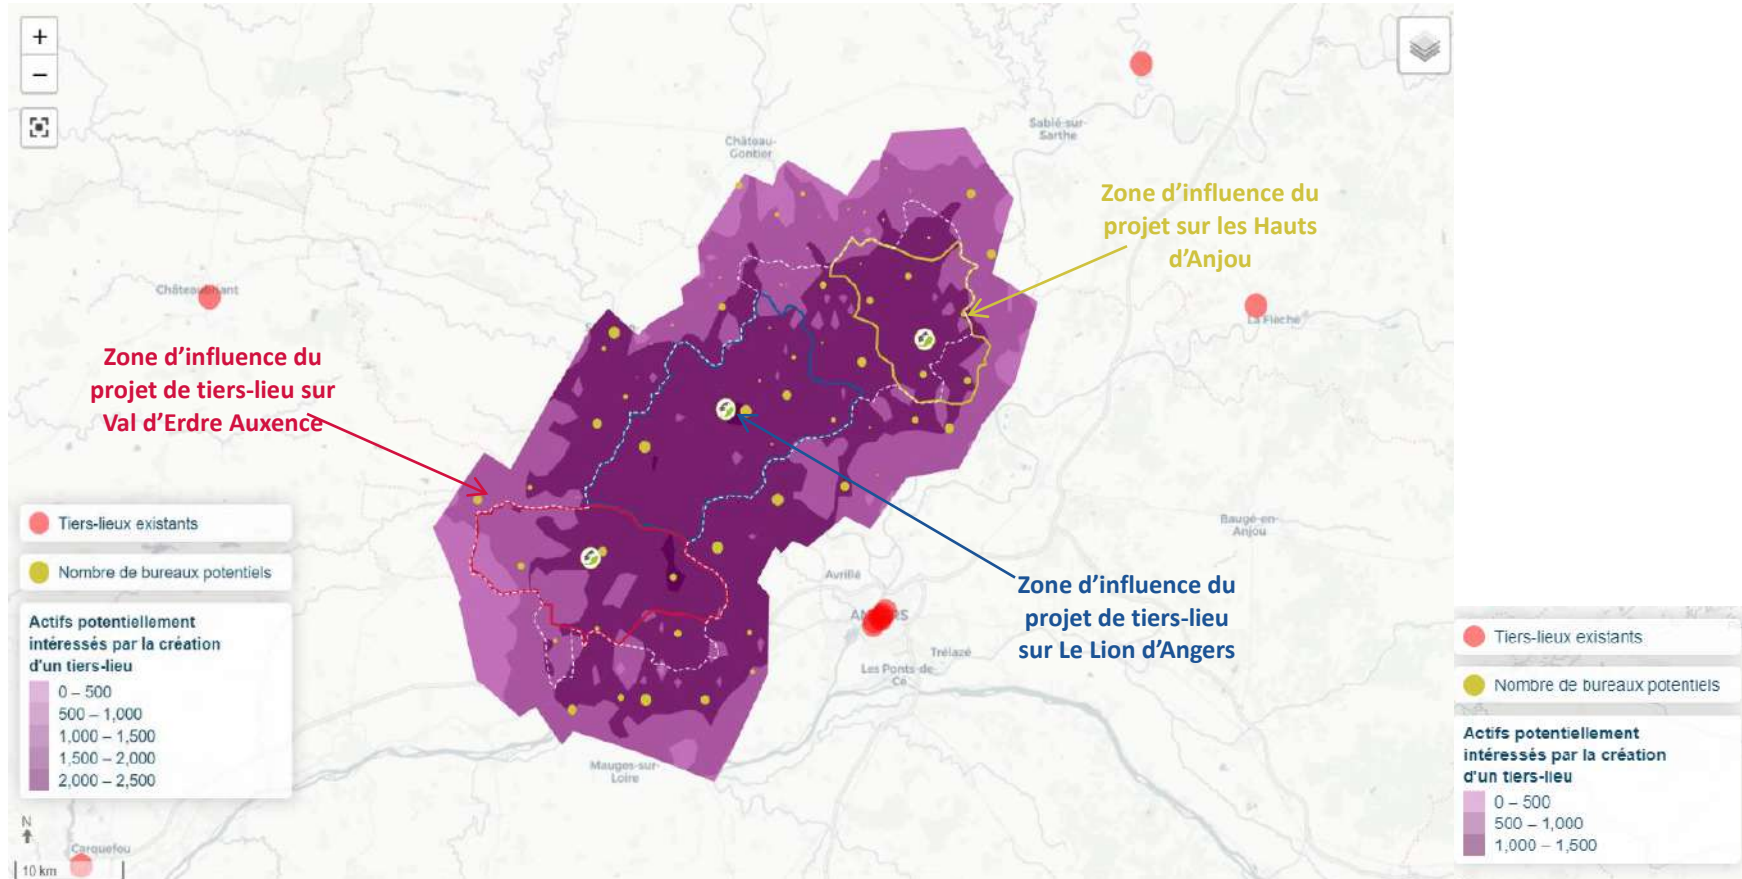 +
−
Château-
Gontier
Sablé-sur-
Sarthe
Zone d’influence du
projet sur les Hauts
d’Anjou
Châteaubriant
La Flèche
Zone d’influence du
projet de tiers-lieu sur
Val d’Erdre Auxence
Tiers-lieux existants
Nombre de bureaux potentiels
Actifs potentiellement
intéressés par la création
d'un tiers-lieu
0 – 500
500 – 1,000
1,000 – 1,500
1,500 – 2,000
2,000 – 2,500
Baugé-en-
Anjou
Avrillé
ANGERS
Trélazé
Les Ponts-de-
Cé
Zone d’influence du
projet de tiers-lieu
sur Le Lion d’Angers
Mauges-sur-
Loire
N
Carquefou
10 km
Tiers-lieux existants
Nombre de bureaux potentiels
Actifs potentiellement
intéressés par la création
d'un tiers-lieu
0 – 500
500 – 1,000
1,000 – 1,500